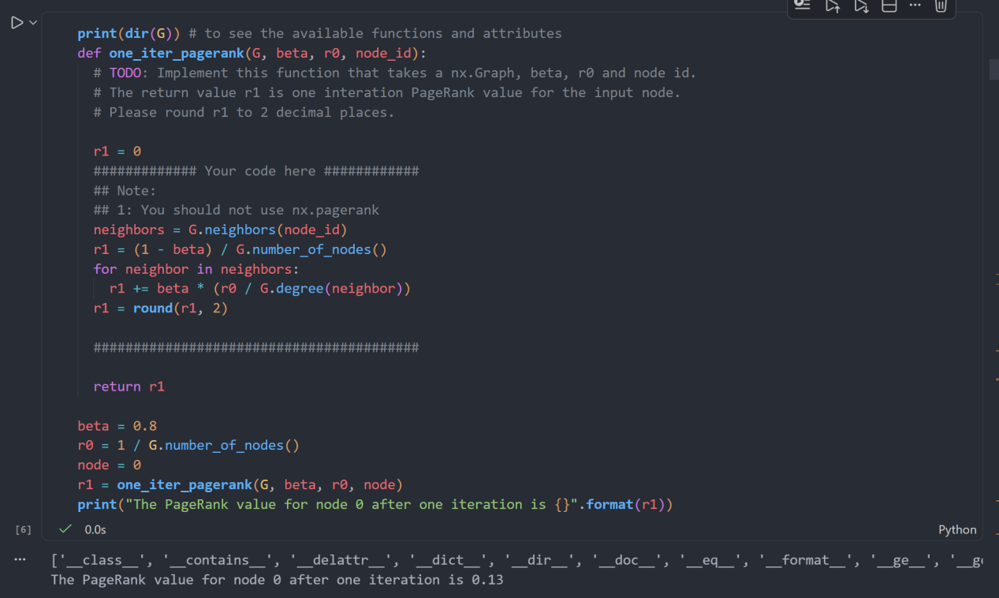 print(dir(G)) # to see the available functions and attributes
def one_iter_pagerank(G, beta, r0, node_id):
# TODO: Implement this function that takes a nx.Graph, beta, r0 and node id.
# The return value r1 is one interation PageRank value for the input node.
# Please round r1 to 2 decimal places.
r1 = 0
############# Your code here ############
## Note:
## 1: You should not use nx.pagerank
neighbors = G.neighbors(node_id)
r1 = (1 - beta) / G.number_of_nodes()
for neighbor in neighbors:
r1 += beta * (r0 / G.degree(neighbor))
r1 = round(r1, 2)
#########################################
return r1
beta = 0.8
r0 = 1 / G.number_of_nodes()
node = 0
r1 = one_iter_pagerank(G, beta, r0, node)
print("The PageRank value for node 0 after one iteration is {}".format(r1))
[6] 0.0s Python
['__class__', '__contains__', '__delattr__', '__dict__', '__dir__', '__doc__', '__eq__', '__format__', '__ge__',
The PageRank value for node 0 after one iteration is 0.13